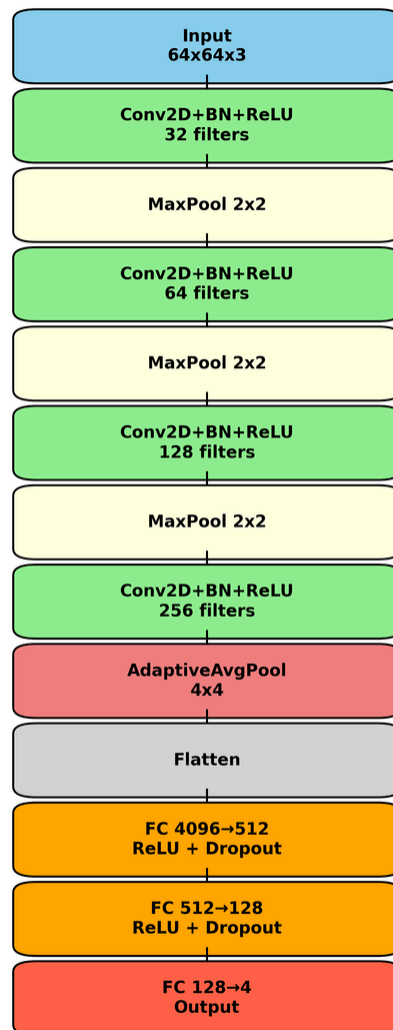 Input
64x64x3
Conv2D+BN+ReLU
32 filters
MaxPool 2x2
Conv2D+BN+ReLU
64 filters
MaxPool 2x2
Conv2D+BN+ReLU
128 filters
MaxPool 2x2
Conv2D+BN+ReLU
256 filters
AdaptiveAvgPool
4x4
Flatten
FC 4096→512
ReLU + Dropout
FC 512→128
ReLU + Dropout
FC 128→4
Output